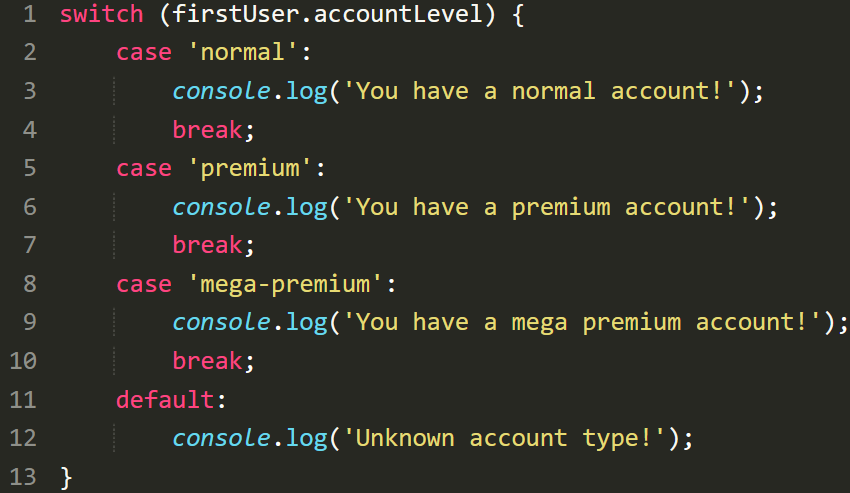 1 switch (firstUser.accountLevel) {
2     case 'normal':
3         console.log('You have a normal account!');
4         break;
5     case 'premium':
6         console.log('You have a premium account!');
7         break;
8     case 'mega-premium':
9         console.log('You have a mega premium account!');
10         break;
11     default:
12         console.log('Unknown account type!');
13 }